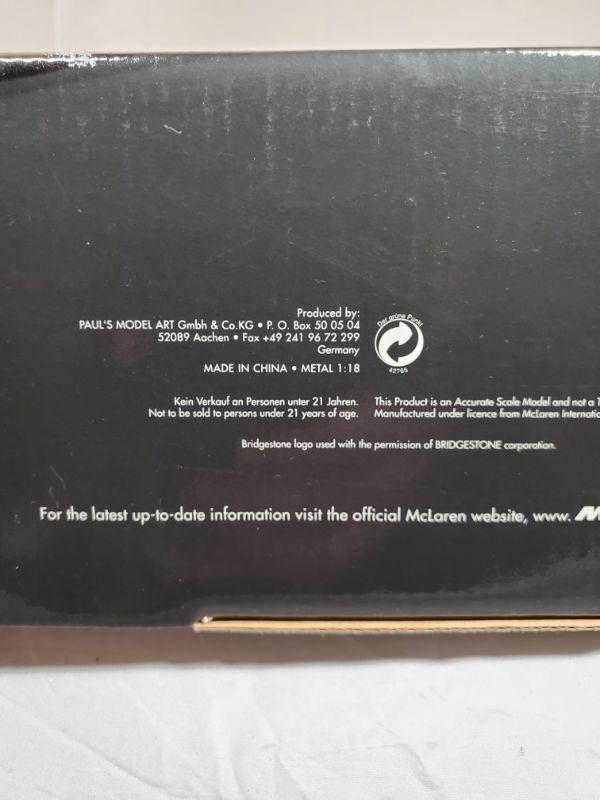 Produced by:
PAUL'S MODEL ART Gmbh & Co.KG • P. O. Box 50 05 04
52089 Aachen • Fax +49 241 96 72 299
Germany
Der grüne Punkt
42765
MADE IN CHINA • METAL 1:18
Kein Verkauf an Personen unter 21 Jahren.
Not to be sold to persons under 21 years of age.
This Product is an Accurate Scale Model and not a
Manufactured under licence from McLaren
Bridgestone logo used with the permission of BRIDGESTONE corporation.
For the latest up-to-date information visit the official McLaren website, www.